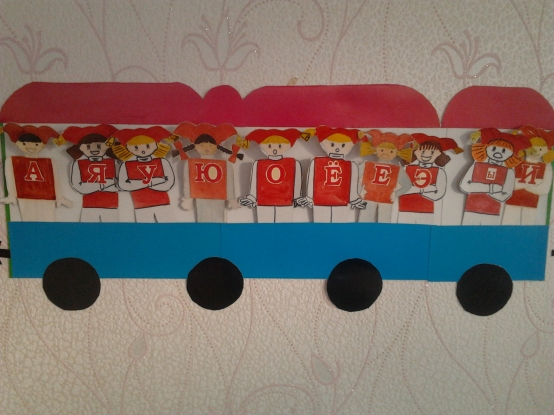 А Я У Ю О Ё Е Э Ы И